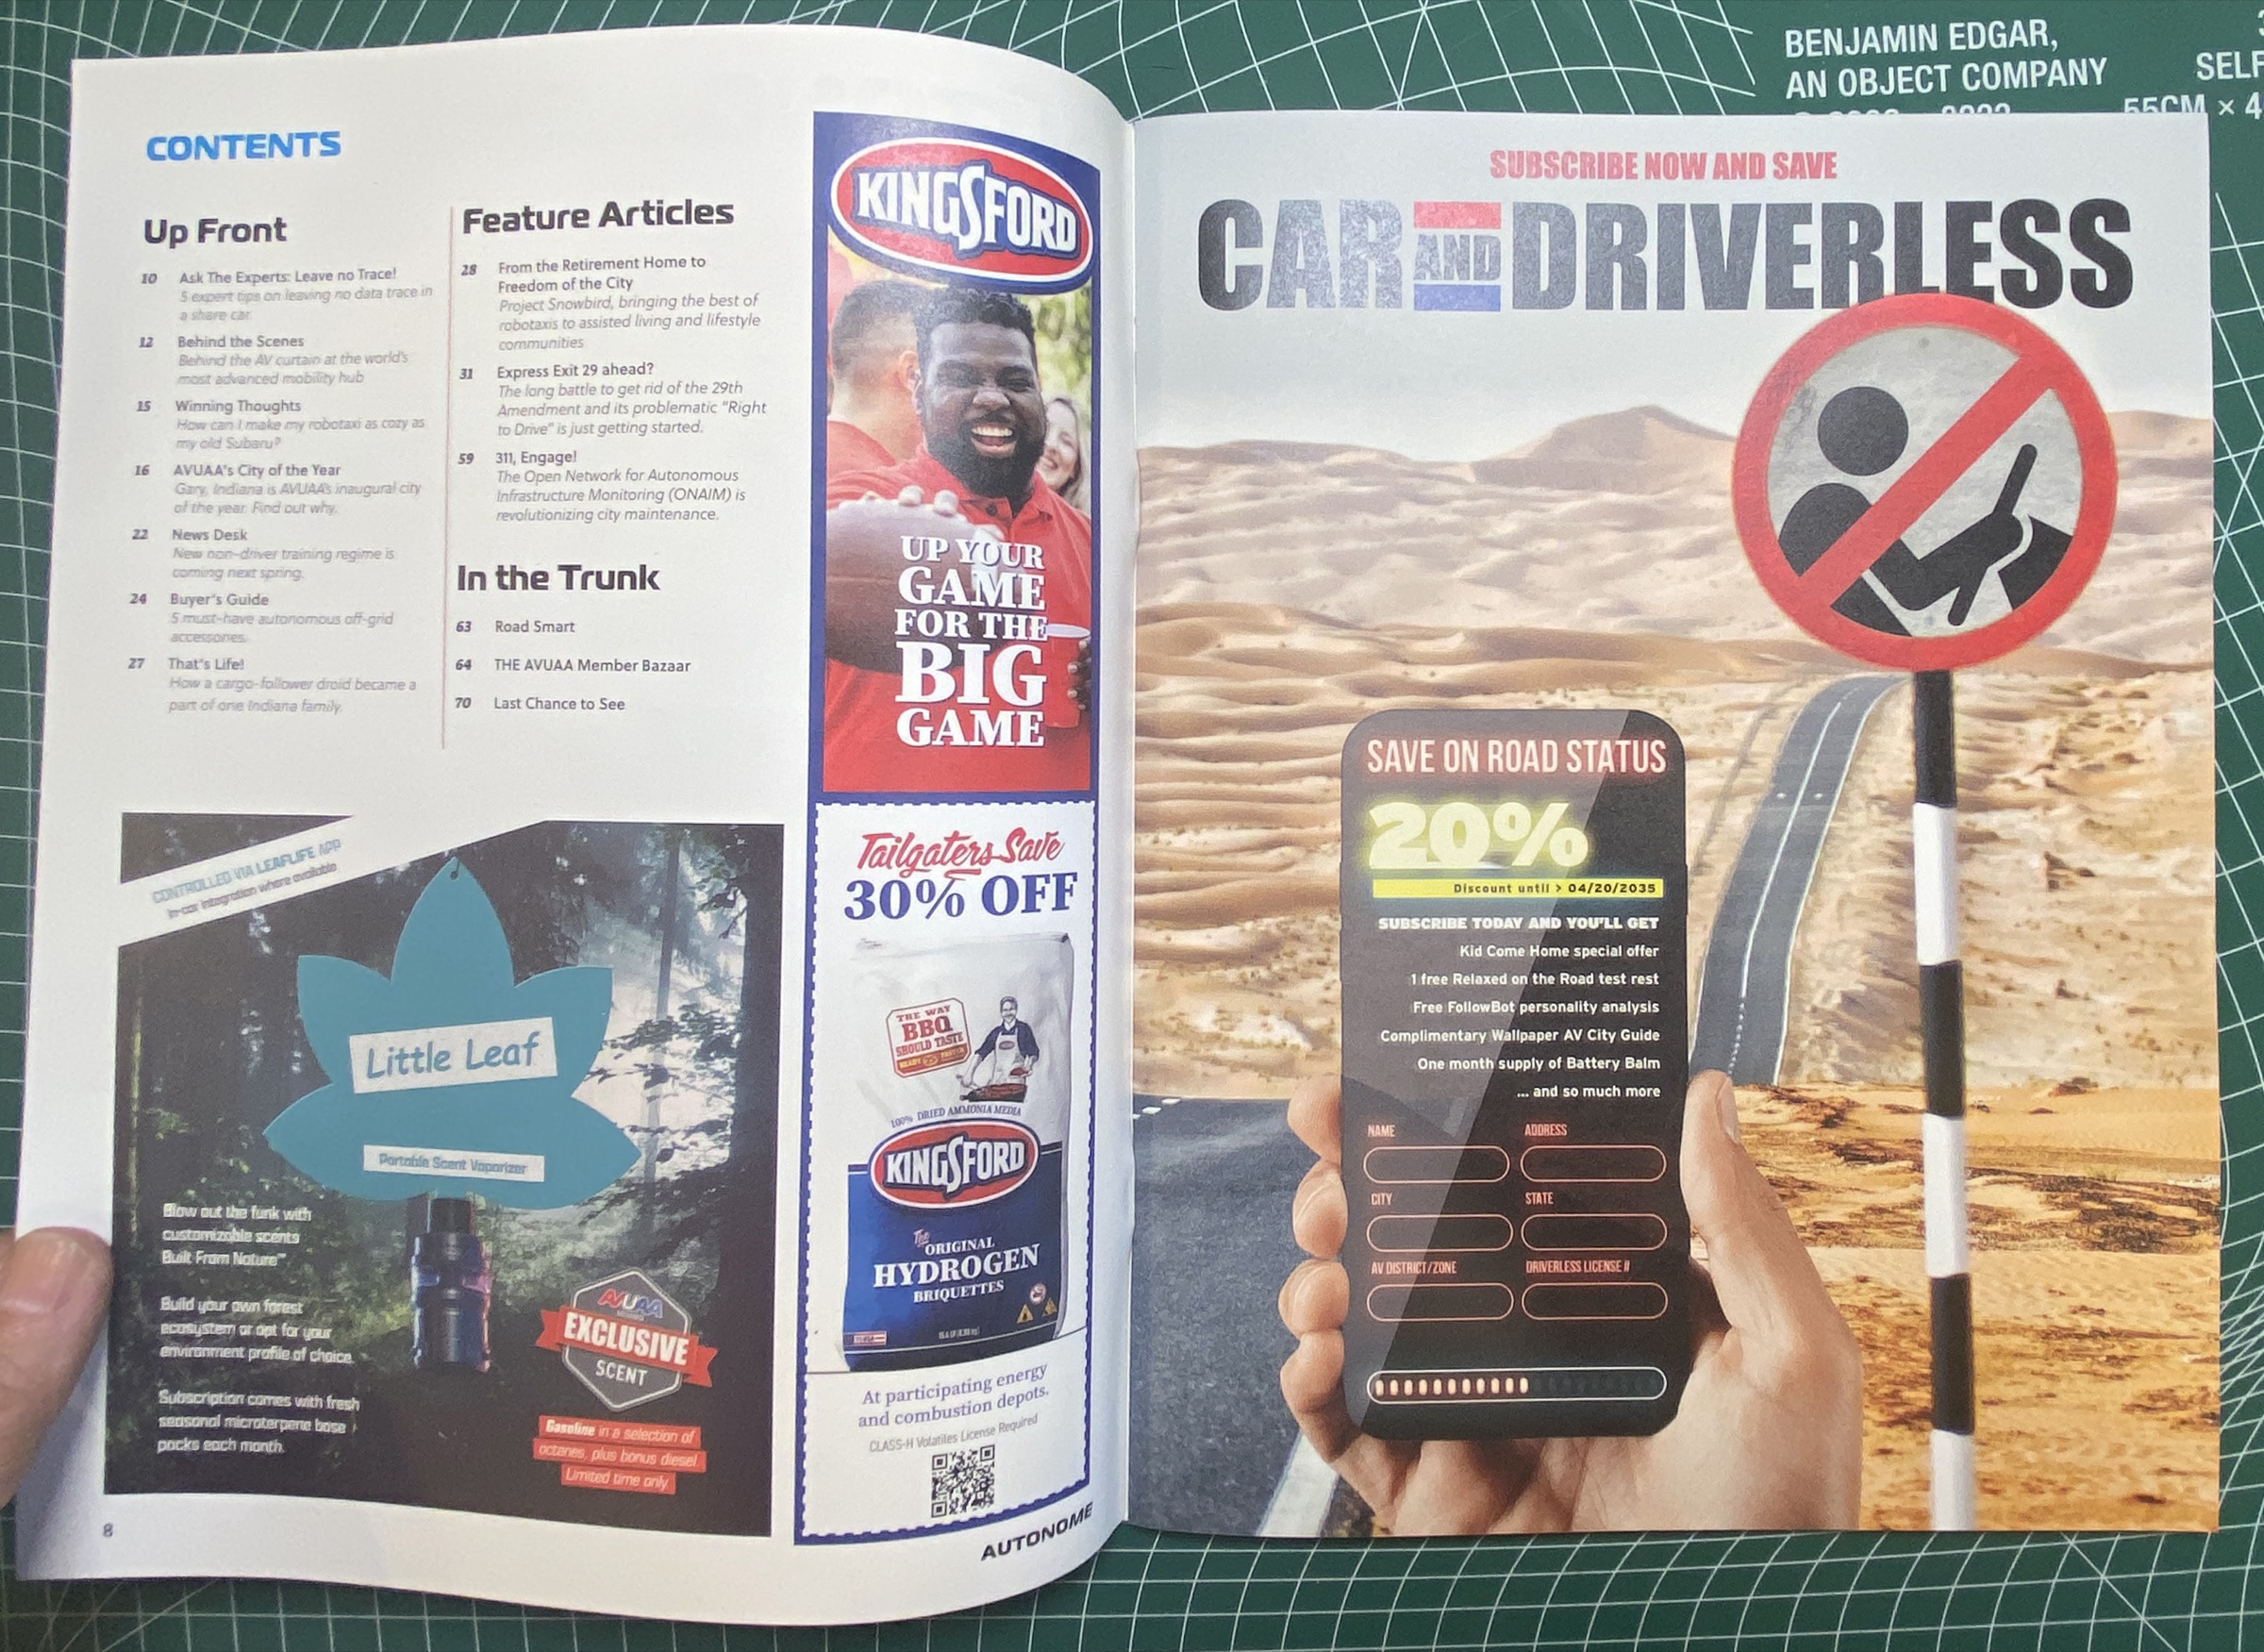 BENJAMIN EDGAR,
AN OBJECT COMPANY
SELF
55CM × 4
CONTENTS
Up Front
10 Ask The Experts: Leave no Trace!
5 expert tips on leaving no data trace in
a share car.
12 Behind the Scenes
Behind the AV curtain at the world's
most advanced mobility hub
15 Winning Thoughts
How can I make my robotaxi as cozy as
my old Subaru?
16 AVUAA's City of the Year
Gary, Indiana is AVUAA's inaugural city
of the year. Find out why.
22 News Desk
New non-driver training regime is
coming next spring.
24 Buyer's Guide
5 must-have autonomous off-grid
accessories.
27 That's Life!
How a cargo-follower droid became a
part of one Indiana family.
Feature Articles
28 From the Retirement Home to
Freedom of the City
Project Snowbird, bringing the best of
robotaxis to assisted living and lifestyle
communities
31 Express Exit 29 ahead?
The long battle to get rid of the 29th
Amendment and its problematic "Right
to Drive" is just getting started.
59 311, Engage!
The Open Network for Autonomous
Infrastructure Monitoring (ONAIM) is
revolutionizing city maintenance.
In the Trunk
63 Road Smart
64 THE AVUAA Member Bazaar
70 Last Chance to See
CONTROLLED VIA LEAFLIFE APP
In-car integration where available
Little Leaf
Portable Scent Vaporizer
Blow out the funk with
customizable scents
Built From Nature™
Build your own forest
ecosystem or opt for your
environment profile of choice.
Subscription comes with fresh
seasonal microterpene base
packs each month.
AVUAA
EXCLUSIVE
SCENT
Gasoline in a selection of
octanes, plus bonus diesel.
Limited time only.
8
KINGSFORD
UP YOUR
GAME
FOR THE
BIG
GAME
Tailgaters Save
30% OFF
THE WAY
BBQ
SHOULD TASTE
100% DRIED AMMONIA MEDIA
KINGSFORD
The
ORIGINAL
HYDROGEN
BRIQUETTES
At participating energy
and combustion depots.
CLASS-H Volatiles License Required
AUTONOME
SUBSCRIBE NOW AND SAVE
CAR AND DRIVERLESS
SAVE ON ROAD STATUS
20%
Discount until > 04/20/2035
SUBSCRIBE TODAY AND YOU'LL GET
Kid Come Home special offer
1 free Relaxed on the Road test rest
Free FollowBot personality analysis
Complimentary Wallpaper AV City Guide
One month supply of Battery Balm
... and so much more
NAME ADDRESS
CITY STATE
AV DISTRICT/ZONE DRIVERLESS LICENSE #